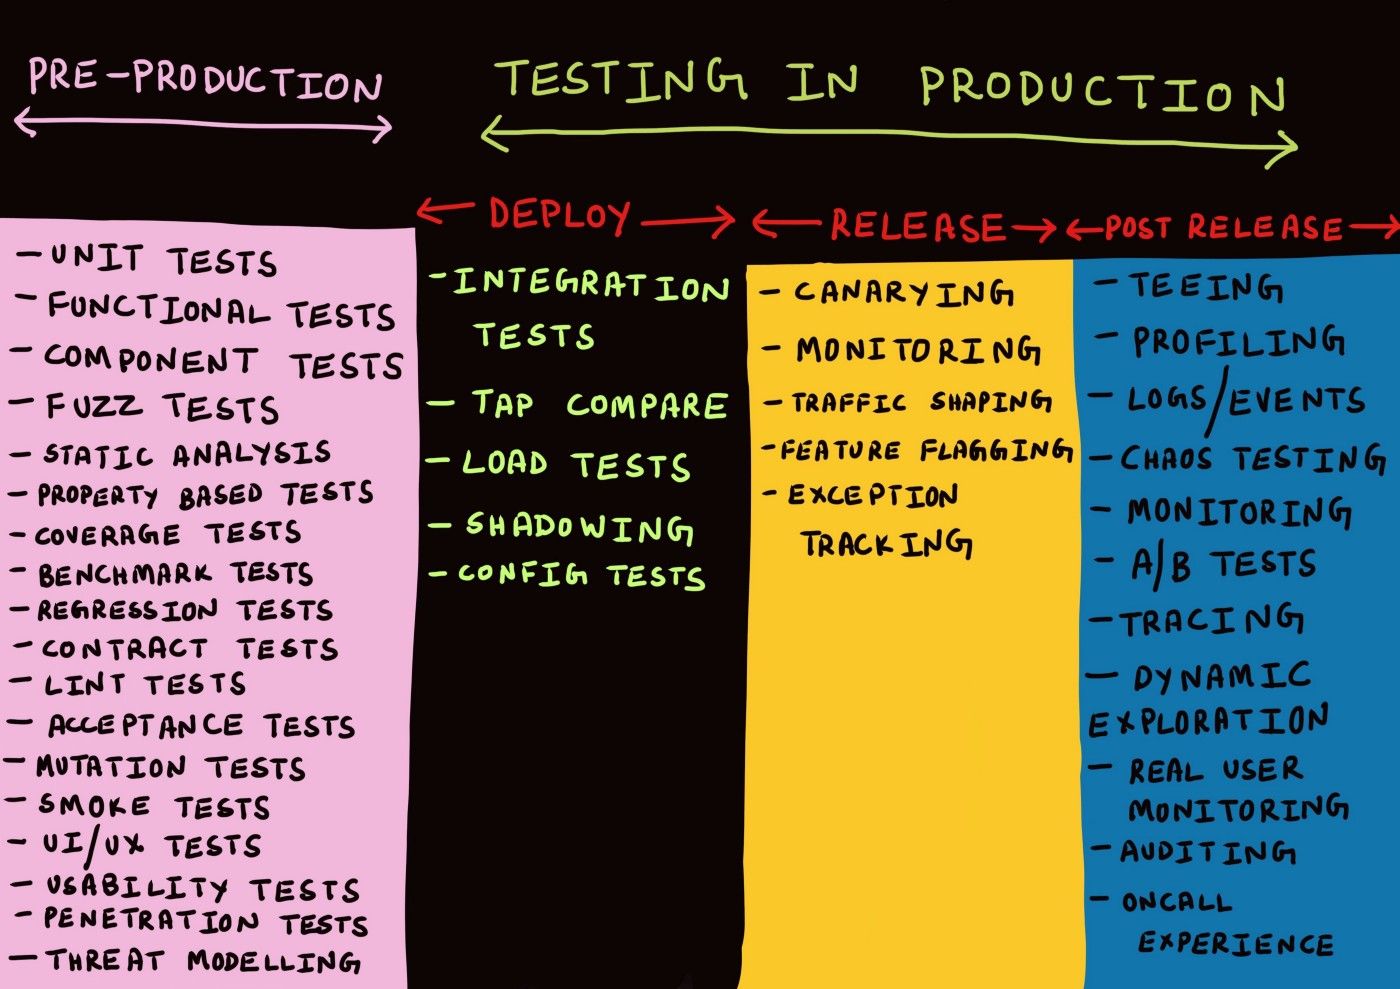 PRE-PRODUCTION
TESTING IN PRODUCTION
DEPLOY
RELEASE
POST RELEASE
- UNIT TESTS
- FUNCTIONAL TESTS
- COMPONENT TESTS
- FUZZ TESTS
- STATIC ANALYSIS
- PROPERTY BASED TESTS
- COVERAGE TESTS
- BENCHMARK TESTS
- REGRESSION TESTS
- CONTRACT TESTS
- LINT TESTS
- ACCEPTANCE TESTS
- MUTATION TESTS
- SMOKE TESTS
- UI/UX TESTS
- USABILITY TESTS
- PENETRATION TESTS
- THREAT MODELLING
- INTEGRATION
TESTS
- TAP COMPARE
- LOAD TESTS
- SHADOWING
- CONFIG TESTS
- CANARYING
- MONITORING
- TRAFFIC SHAPING
- FEATURE FLAGGING
- EXCEPTION
TRACKING
- TEEING
- PROFILING
- LOGS/EVENTS
- CHAOS TESTING
- MONITORING
- A/B TESTS
- TRACING
- DYNAMIC
EXPLORATION
- REAL USER
MONITORING
- AUDITING
- ONCALL
EXPERIENCE